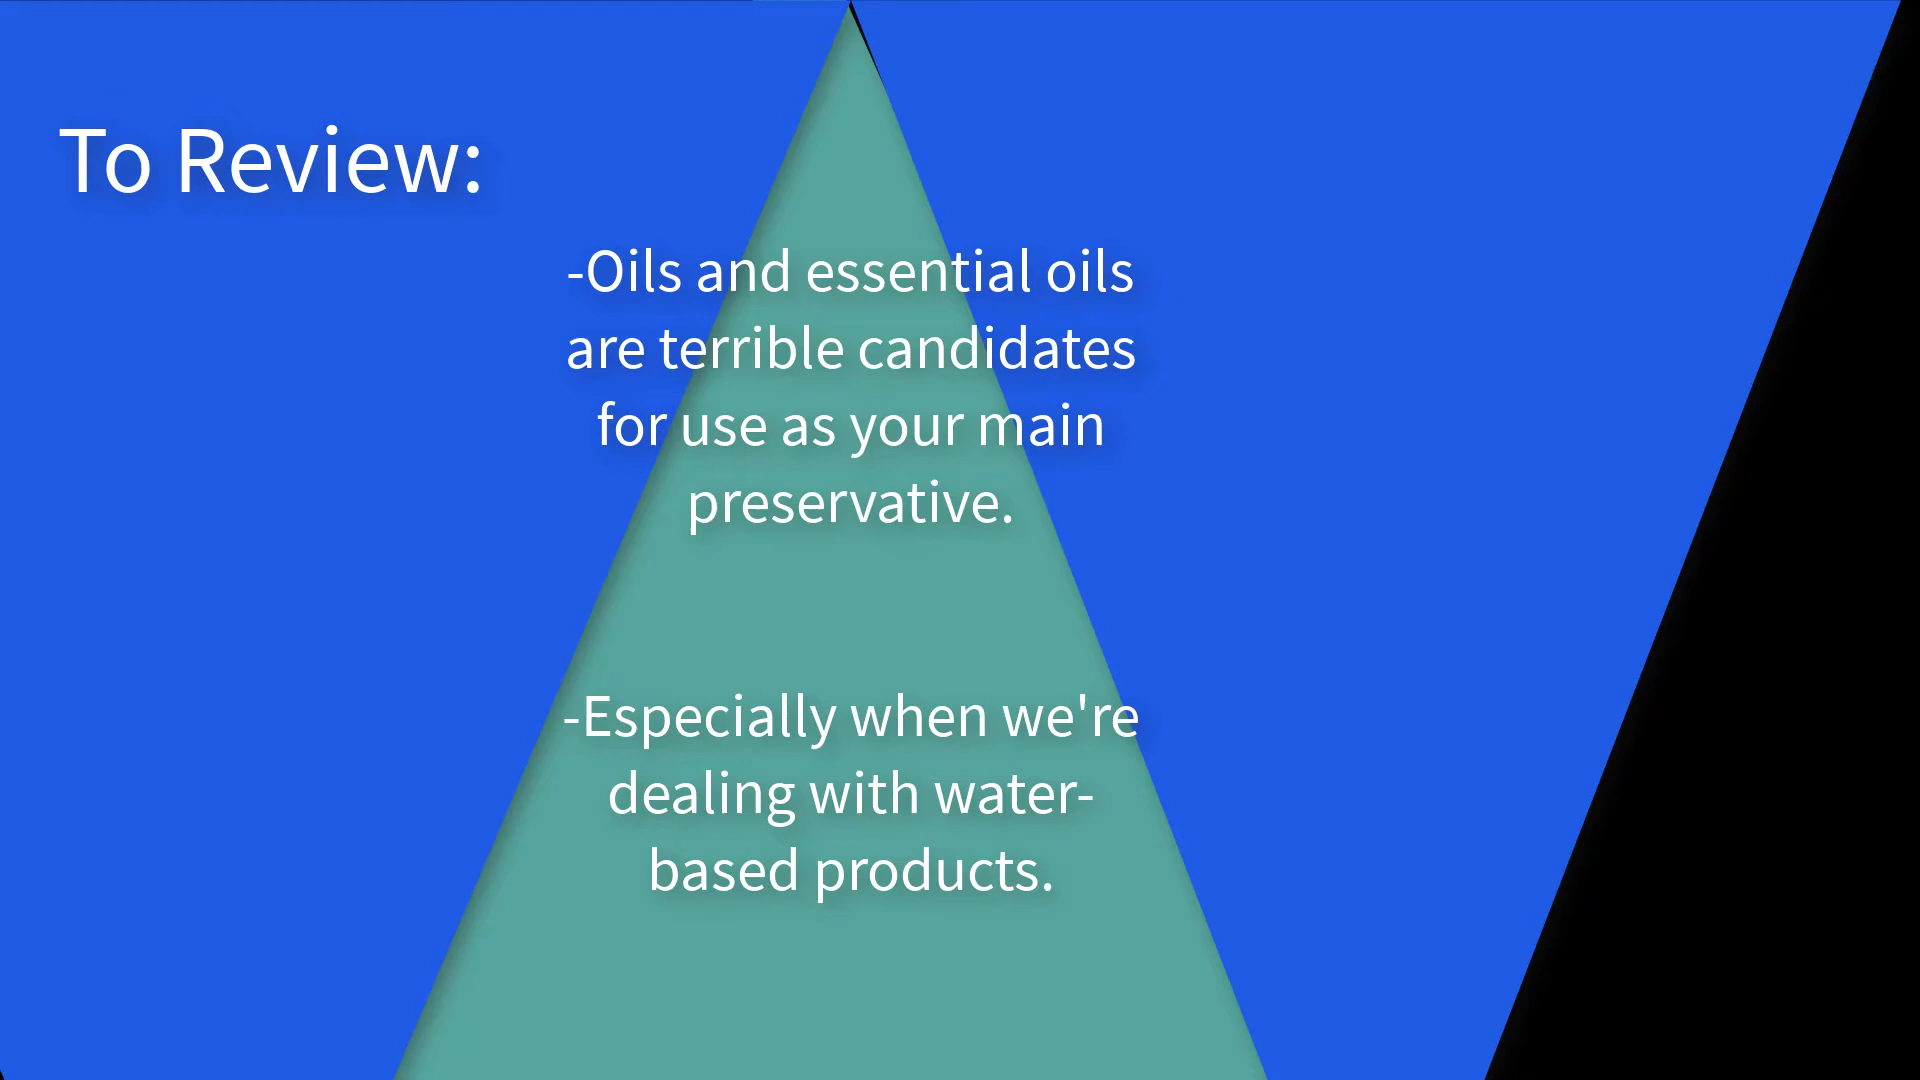 To Review:
-Oils and essential oils
are terrible candidates
for use as your main
preservative.
-Especially when we're
dealing with water-
based products.